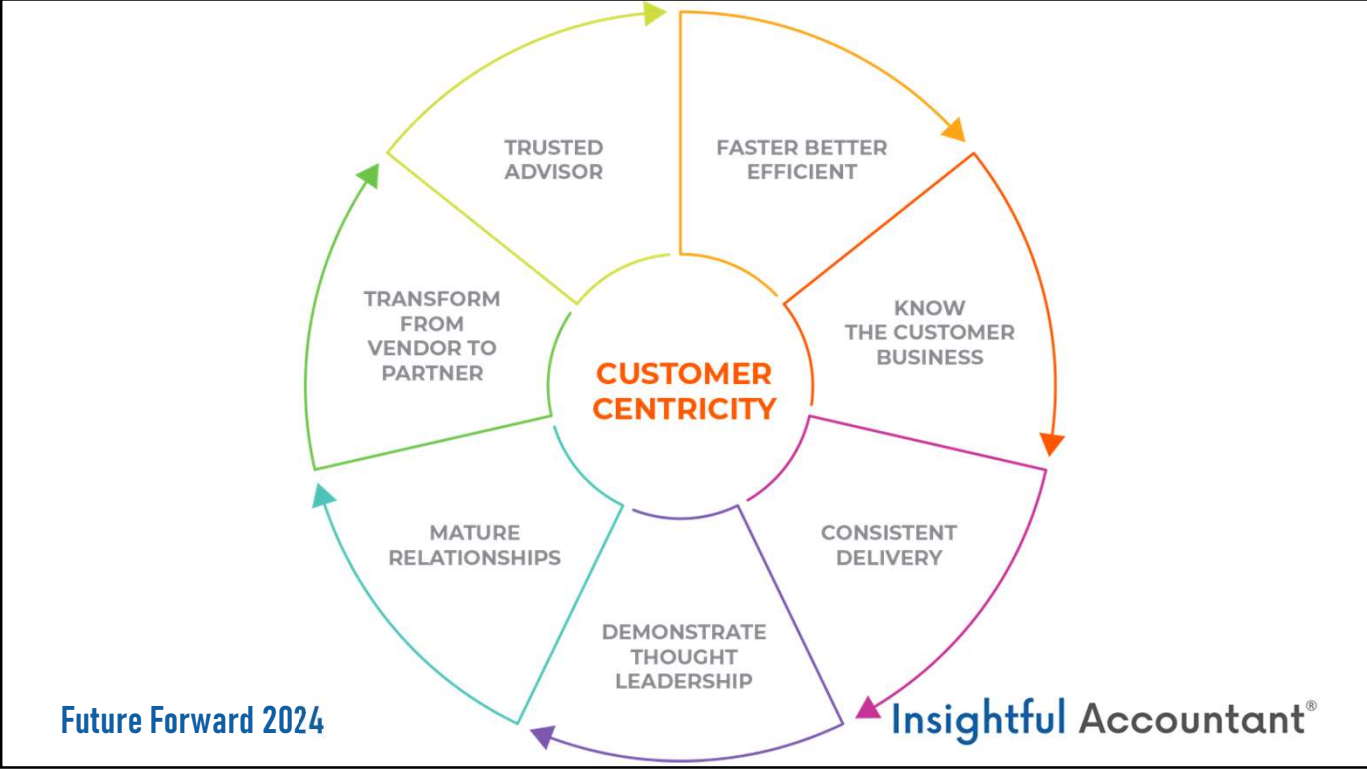 TRUSTED
ADVISOR
FASTER BETTER
EFFICIENT
KNOW
THE CUSTOMER
BUSINESS
CONSISTENT
DELIVERY
DEMONSTRATE
THOUGHT
LEADERSHIP
MATURE
RELATIONSHIPS
TRANSFORM
FROM
VENDOR TO
PARTNER
CUSTOMER
CENTRICITY
Future Forward 2024
Insightful Accountant®